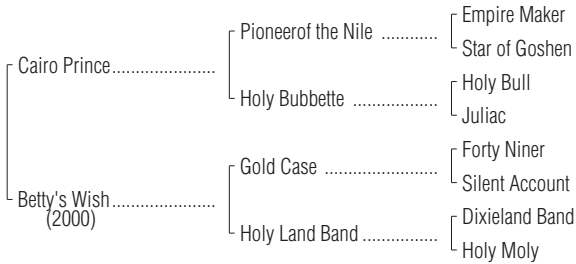 Empire Maker
Pioneerof the Nile ............
Star of Goshen
Cairo Prince......................
Holy Bull
Holy Bubbette ..................
Juliac
Forty Niner
Gold Case ......................
Silent Account
Betty's Wish......................
(2000)
Dixieland Band
Holy Land Band ................
Holy Moly